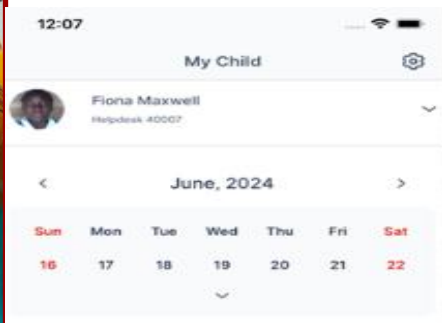 12:07
My Child
Fiona Maxwell
Helpdesk 40007
June, 2024
Sun Mon Tue Wed Thu Fri Sat
16 17 18 19 20 21 22